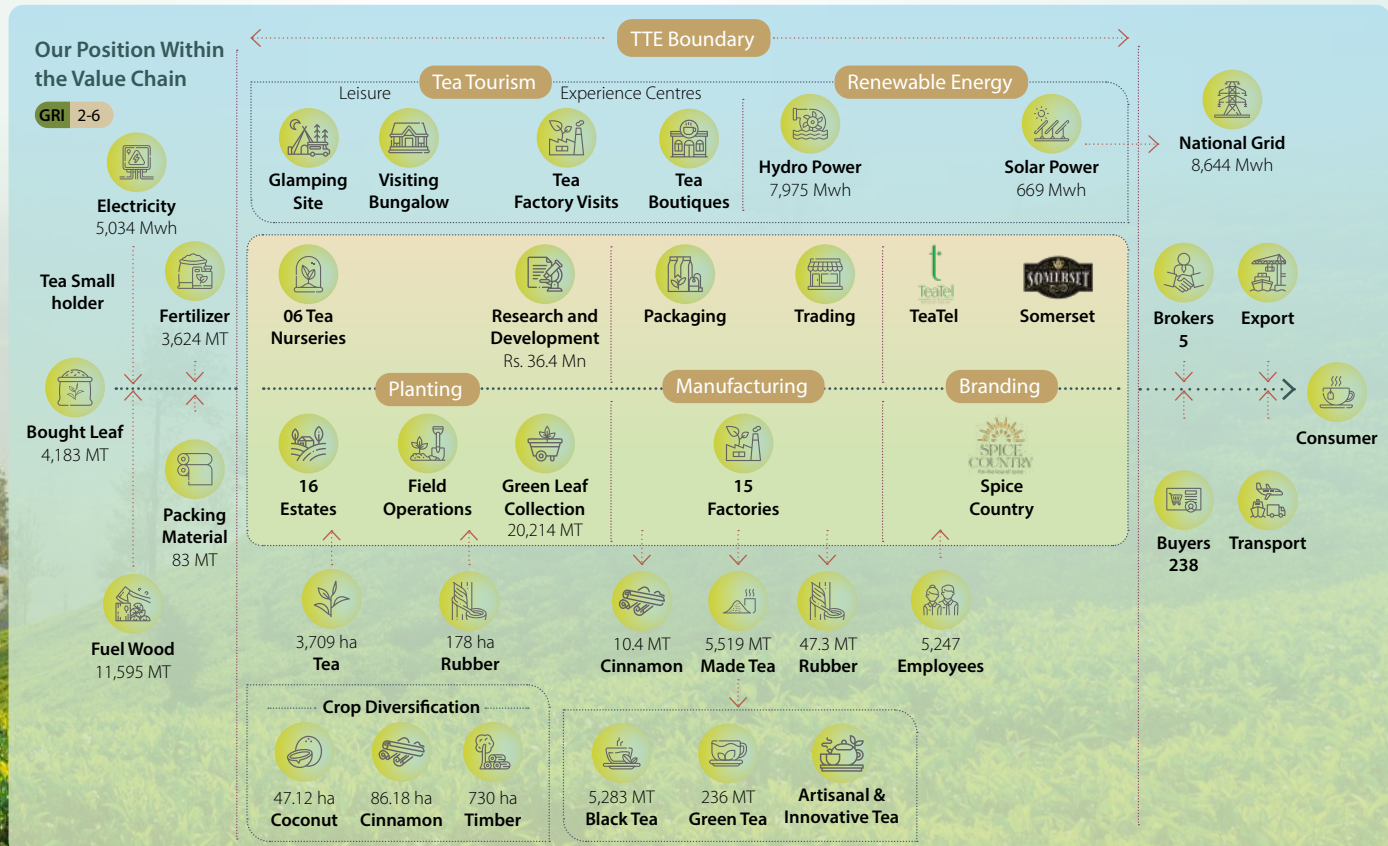 Our Position Within
the Value Chain
GRI 2-6
TTE Boundary
Tea Tourism
Leisure
Experience Centres
Renewable Energy
Glamping
Site
Visiting
Bungalow
Tea
Factory Visits
Tea
Boutiques
Hydro Power
7,975 Mwh
Solar Power
669 Mwh
National Grid
8,644 Mwh
Electricity
5,034 Mwh
Tea Small
holder
Fertilizer
3,624 MT
Bought Leaf
4,183 MT
Packing
Material
83 MT
Fuel Wood
11,595 MT
06 Tea
Nurseries
Research and
Development
Rs. 36.4 Mn
Packaging
Trading
TeaTel
TeaTel
SOMERSET
Somerset
Planting
Manufacturing
Branding
16
Estates
Field
Operations
Green Leaf
Collection
20,214 MT
15
Factories
SPICE
COUNTRY
Spice
Country
Brokers
5
Export
Consumer
Buyers
238
Transport
3,709 ha
Tea
178 ha
Rubber
10.4 MT
Cinnamon
5,519 MT
Made Tea
47.3 MT
Rubber
5,247
Employees
Crop Diversification
47.12 ha
Coconut
86.18 ha
Cinnamon
730 ha
Timber
5,283 MT
Black Tea
236 MT
Green Tea
Artisanal &
Innovative Tea